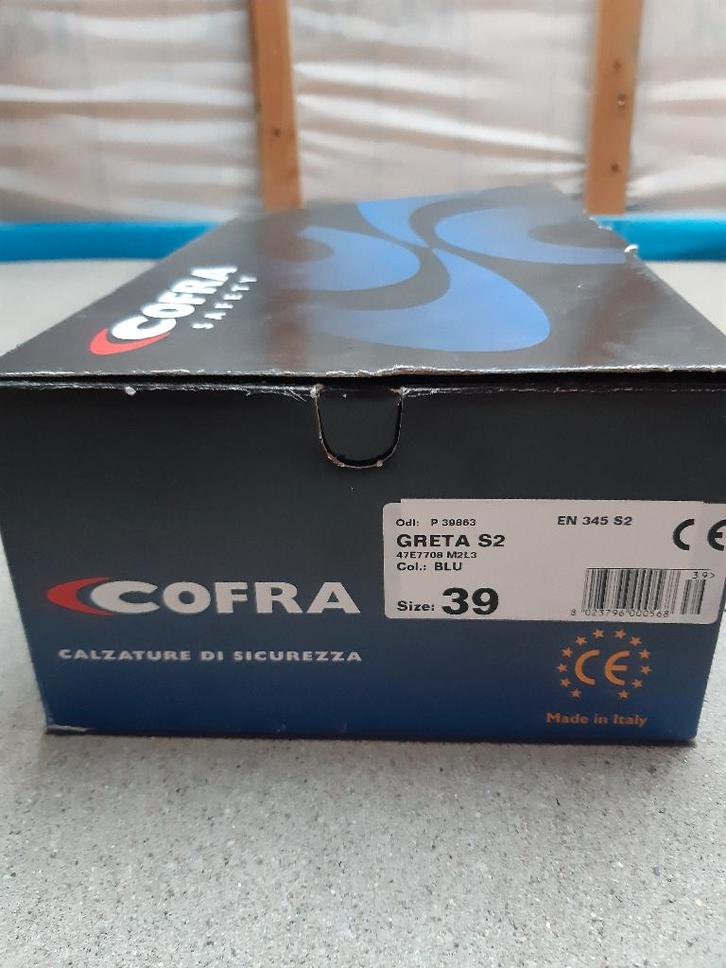 COFRA
SAFETY
Odl: P 39863
EN 345 S2
CE
GRETA S2
47E7708 M2L3
Col.: BLU
39>
Size: 39
8 023796 000568
COFRA
CALZATURE DI SICUREZZA
CE
Made in Italy